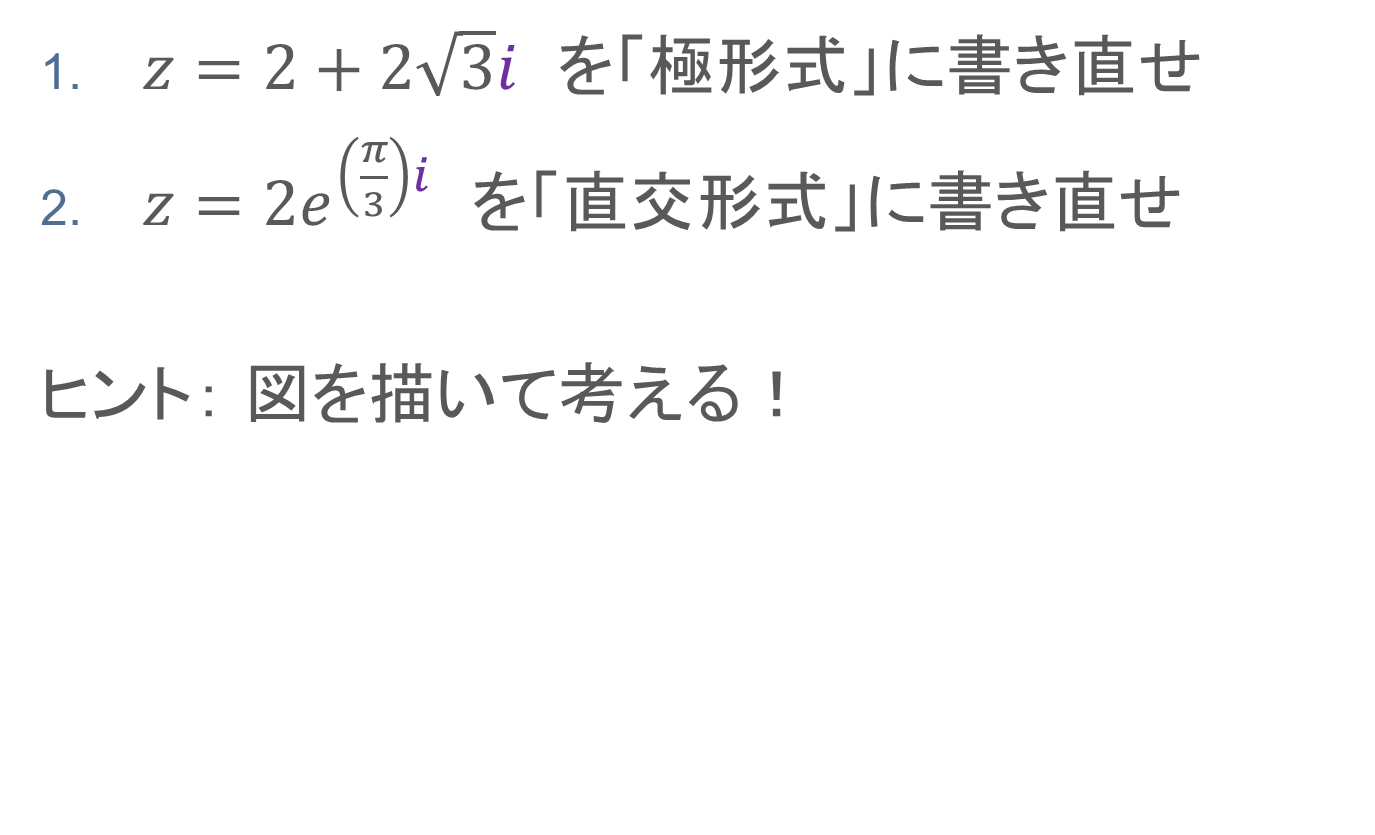 1. z = 2 + 2√3i を「極形式」に書き直せ
2. z = 2e^(π/3)i を「直交形式」に書き直せ
ヒント： 図を描いて考える！